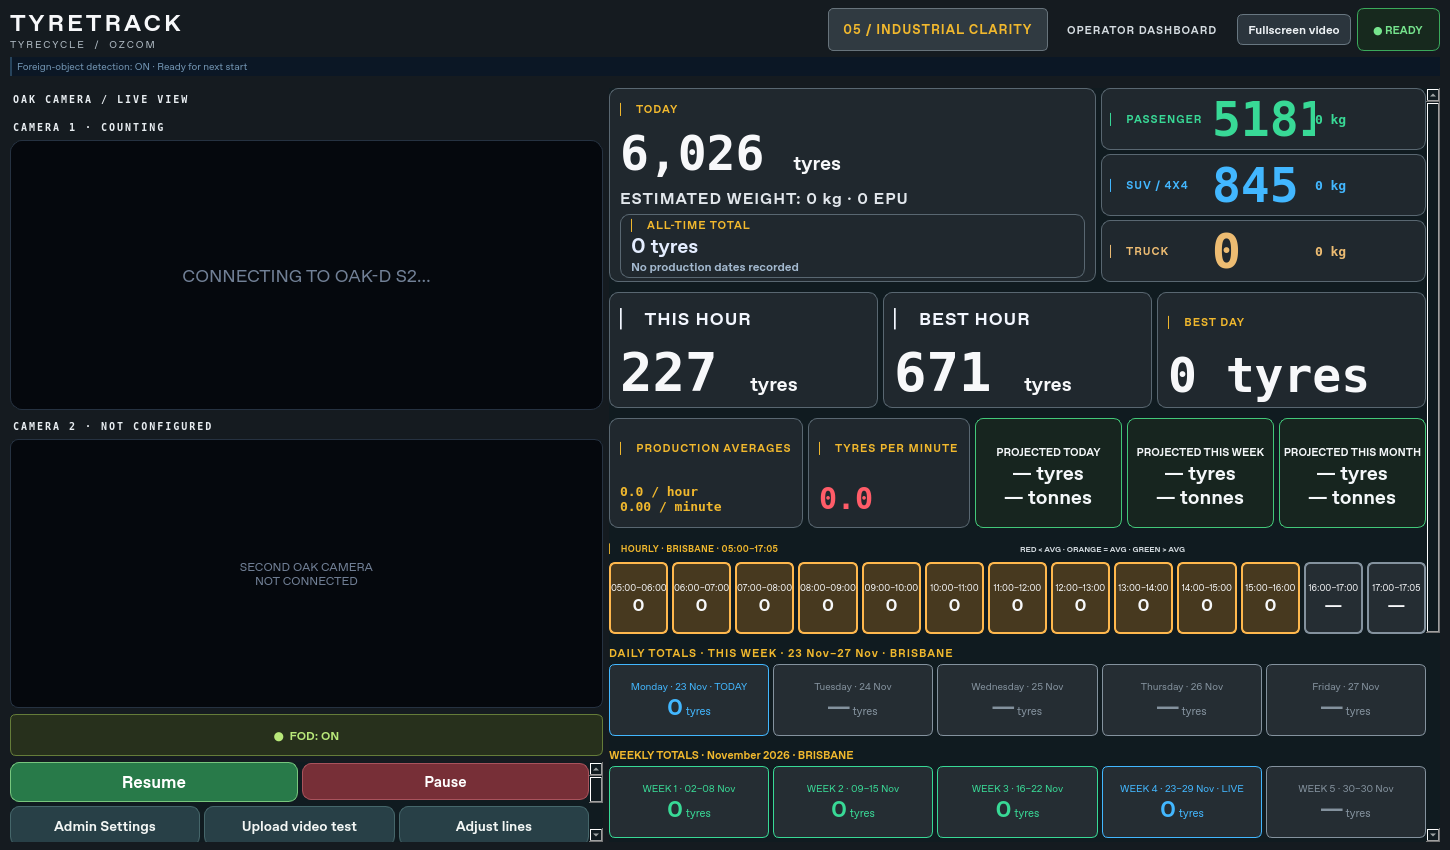 TYRETRACK
TYRECYCLE / OZCOM
05 / INDUSTRIAL CLARITY
OPERATOR DASHBOARD
Fullscreen video
● READY
Foreign-object detection: ON · Ready for next start
OAK CAMERA / LIVE VIEW
CAMERA 1 · COUNTING
CONNECTING TO OAK-D S2...
CAMERA 2 · NOT CONFIGURED
SECOND OAK CAMERA
NOT CONNECTED
● FOD: ON
Resume
Pause
Admin Settings
Upload video test
Adjust lines
TODAY
6,026 tyres
ESTIMATED WEIGHT: 0 kg · 0 EPU
ALL-TIME TOTAL
0 tyres
No production dates recorded
PASSENGER 5181 0 kg
SUV / 4X4 845 0 kg
TRUCK 0 0 kg
THIS HOUR
227 tyres
BEST HOUR
671 tyres
BEST DAY
0 tyres
PRODUCTION AVERAGES
0.0 / hour
0.00 / minute
TYRES PER MINUTE
0.0
PROJECTED TODAY
— tyres
— tonnes
PROJECTED THIS WEEK
— tyres
— tonnes
PROJECTED THIS MONTH
— tyres
— tonnes
HOURLY · BRISBANE · 05:00–17:05
RED < AVG · ORANGE = AVG · GREEN > AVG
05:00–06:00
0
06:00–07:00
0
07:00–08:00
0
08:00–09:00
0
09:00–10:00
0
10:00–11:00
0
11:00–12:00
0
12:00–13:00
0
13:00–14:00
0
14:00–15:00
0
15:00–16:00
0
16:00–17:00
—
17:00–17:05
—
DAILY TOTALS · THIS WEEK · 23 Nov–27 Nov · BRISBANE
Monday · 23 Nov · TODAY
0 tyres
Tuesday · 24 Nov
— tyres
Wednesday · 25 Nov
— tyres
Thursday · 26 Nov
— tyres
Friday · 27 Nov
— tyres
WEEKLY TOTALS · November 2026 · BRISBANE
WEEK 1 · 02–08 Nov
0 tyres
WEEK 2 · 09–15 Nov
0 tyres
WEEK 3 · 16–22 Nov
0 tyres
WEEK 4 · 23–29 Nov · LIVE
0 tyres
WEEK 5 · 30–30 Nov
— tyres